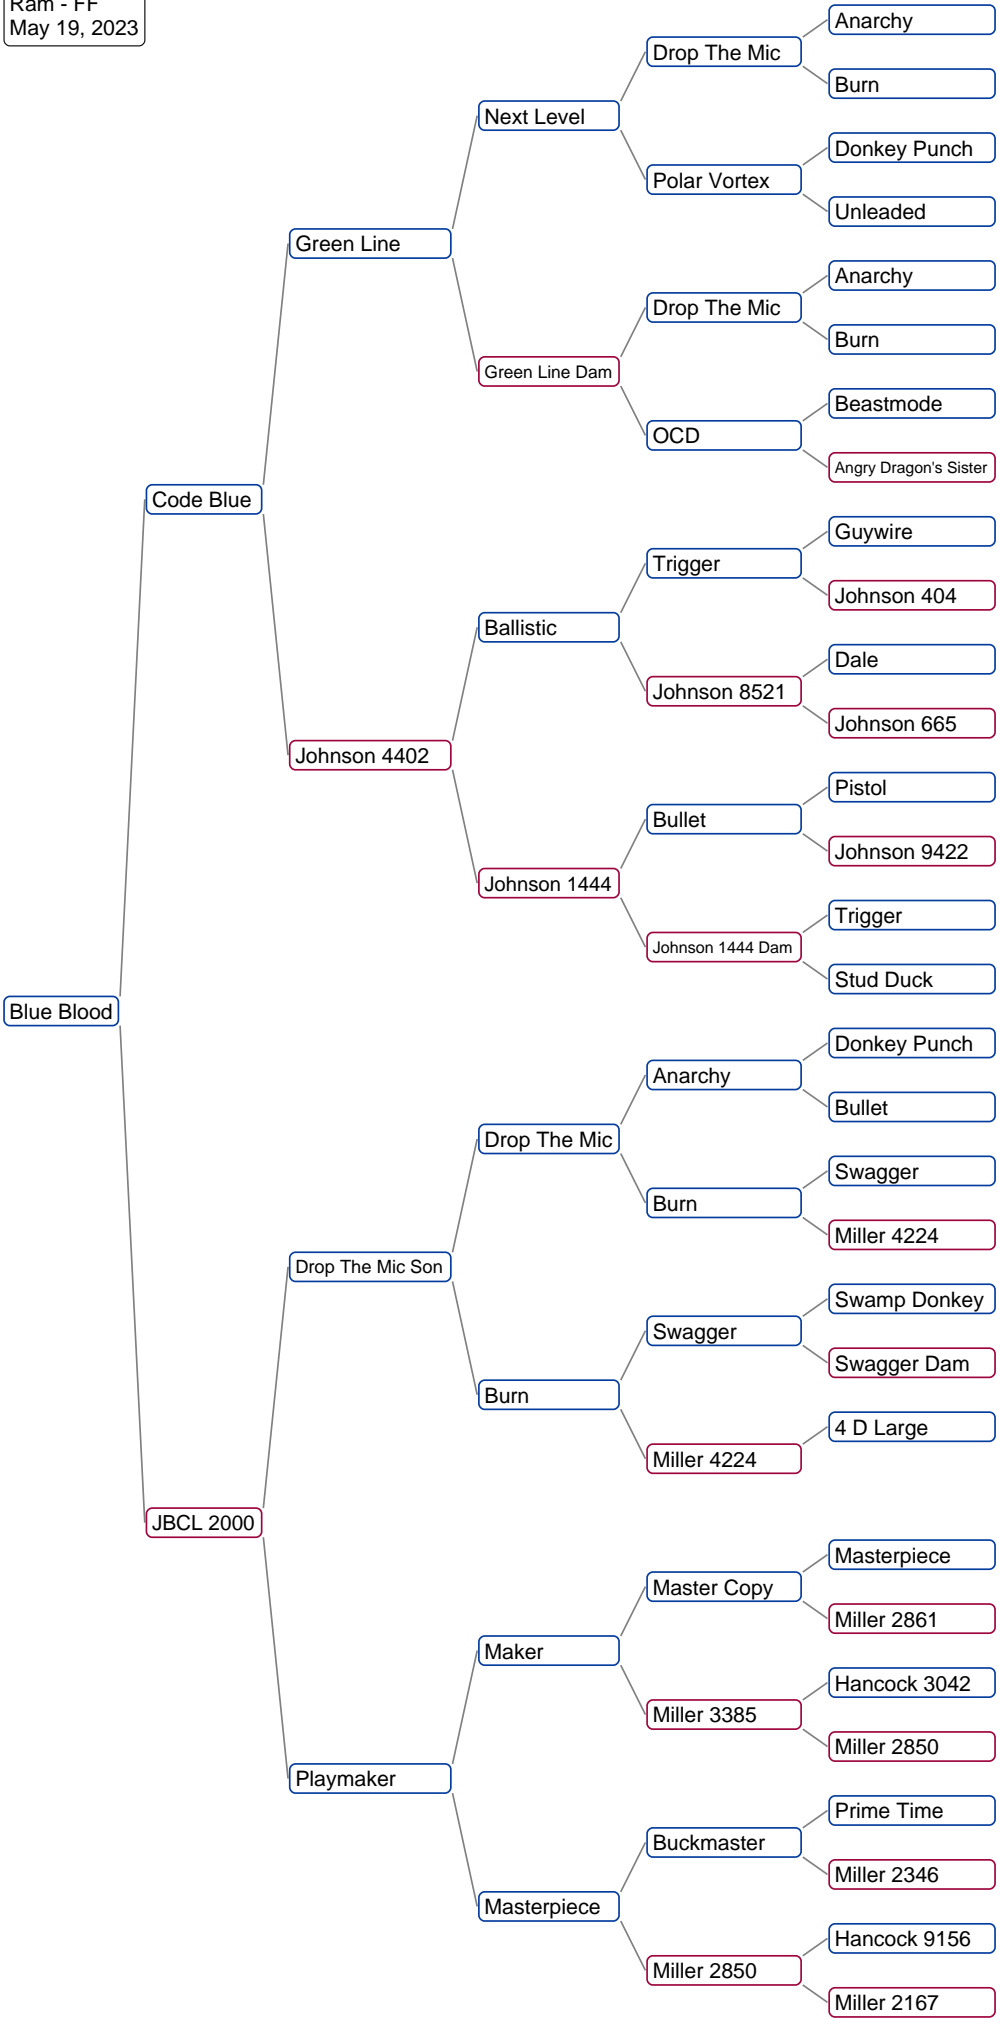 Ram - FF
May 19, 2023
Anarchy
Drop The Mic
Burn
Next Level
Donkey Punch
Polar Vortex
Unleaded
Green Line
Anarchy
Drop The Mic
Burn
Green Line Dam
Beastmode
OCD
Angry Dragon's Sister
Code Blue
Guywire
Trigger
Johnson 404
Ballistic
Dale
Johnson 8521
Johnson 665
Johnson 4402
Pistol
Bullet
Johnson 9422
Johnson 1444
Trigger
Johnson 1444 Dam
Stud Duck
Blue Blood
Donkey Punch
Anarchy
Bullet
Drop The Mic
Swagger
Burn
Miller 4224
Drop The Mic Son
Swamp Donkey
Swagger
Swagger Dam
Burn
4 D Large
Miller 4224
JBCL 2000
Masterpiece
Master Copy
Miller 2861
Maker
Hancock 3042
Miller 3385
Miller 2850
Playmaker
Prime Time
Buckmaster
Miller 2346
Masterpiece
Hancock 9156
Miller 2850
Miller 2167